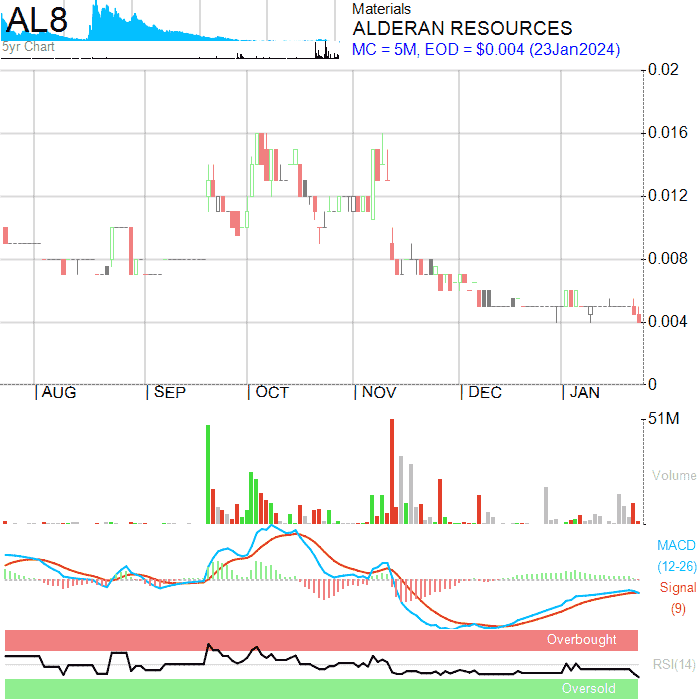 AL8
5yr Chart
Materials
ALDERAN RESOURCES
MC = 5M, EOD = $0.004 (23Jan2024)
0.02
0.016
0.012
0.008
0.004
0
AUG SEP OCT NOV DEC JAN
51M
Volume
MACD
(12-26)
Signal
(9)
Overbought
RSI(14)
Oversold